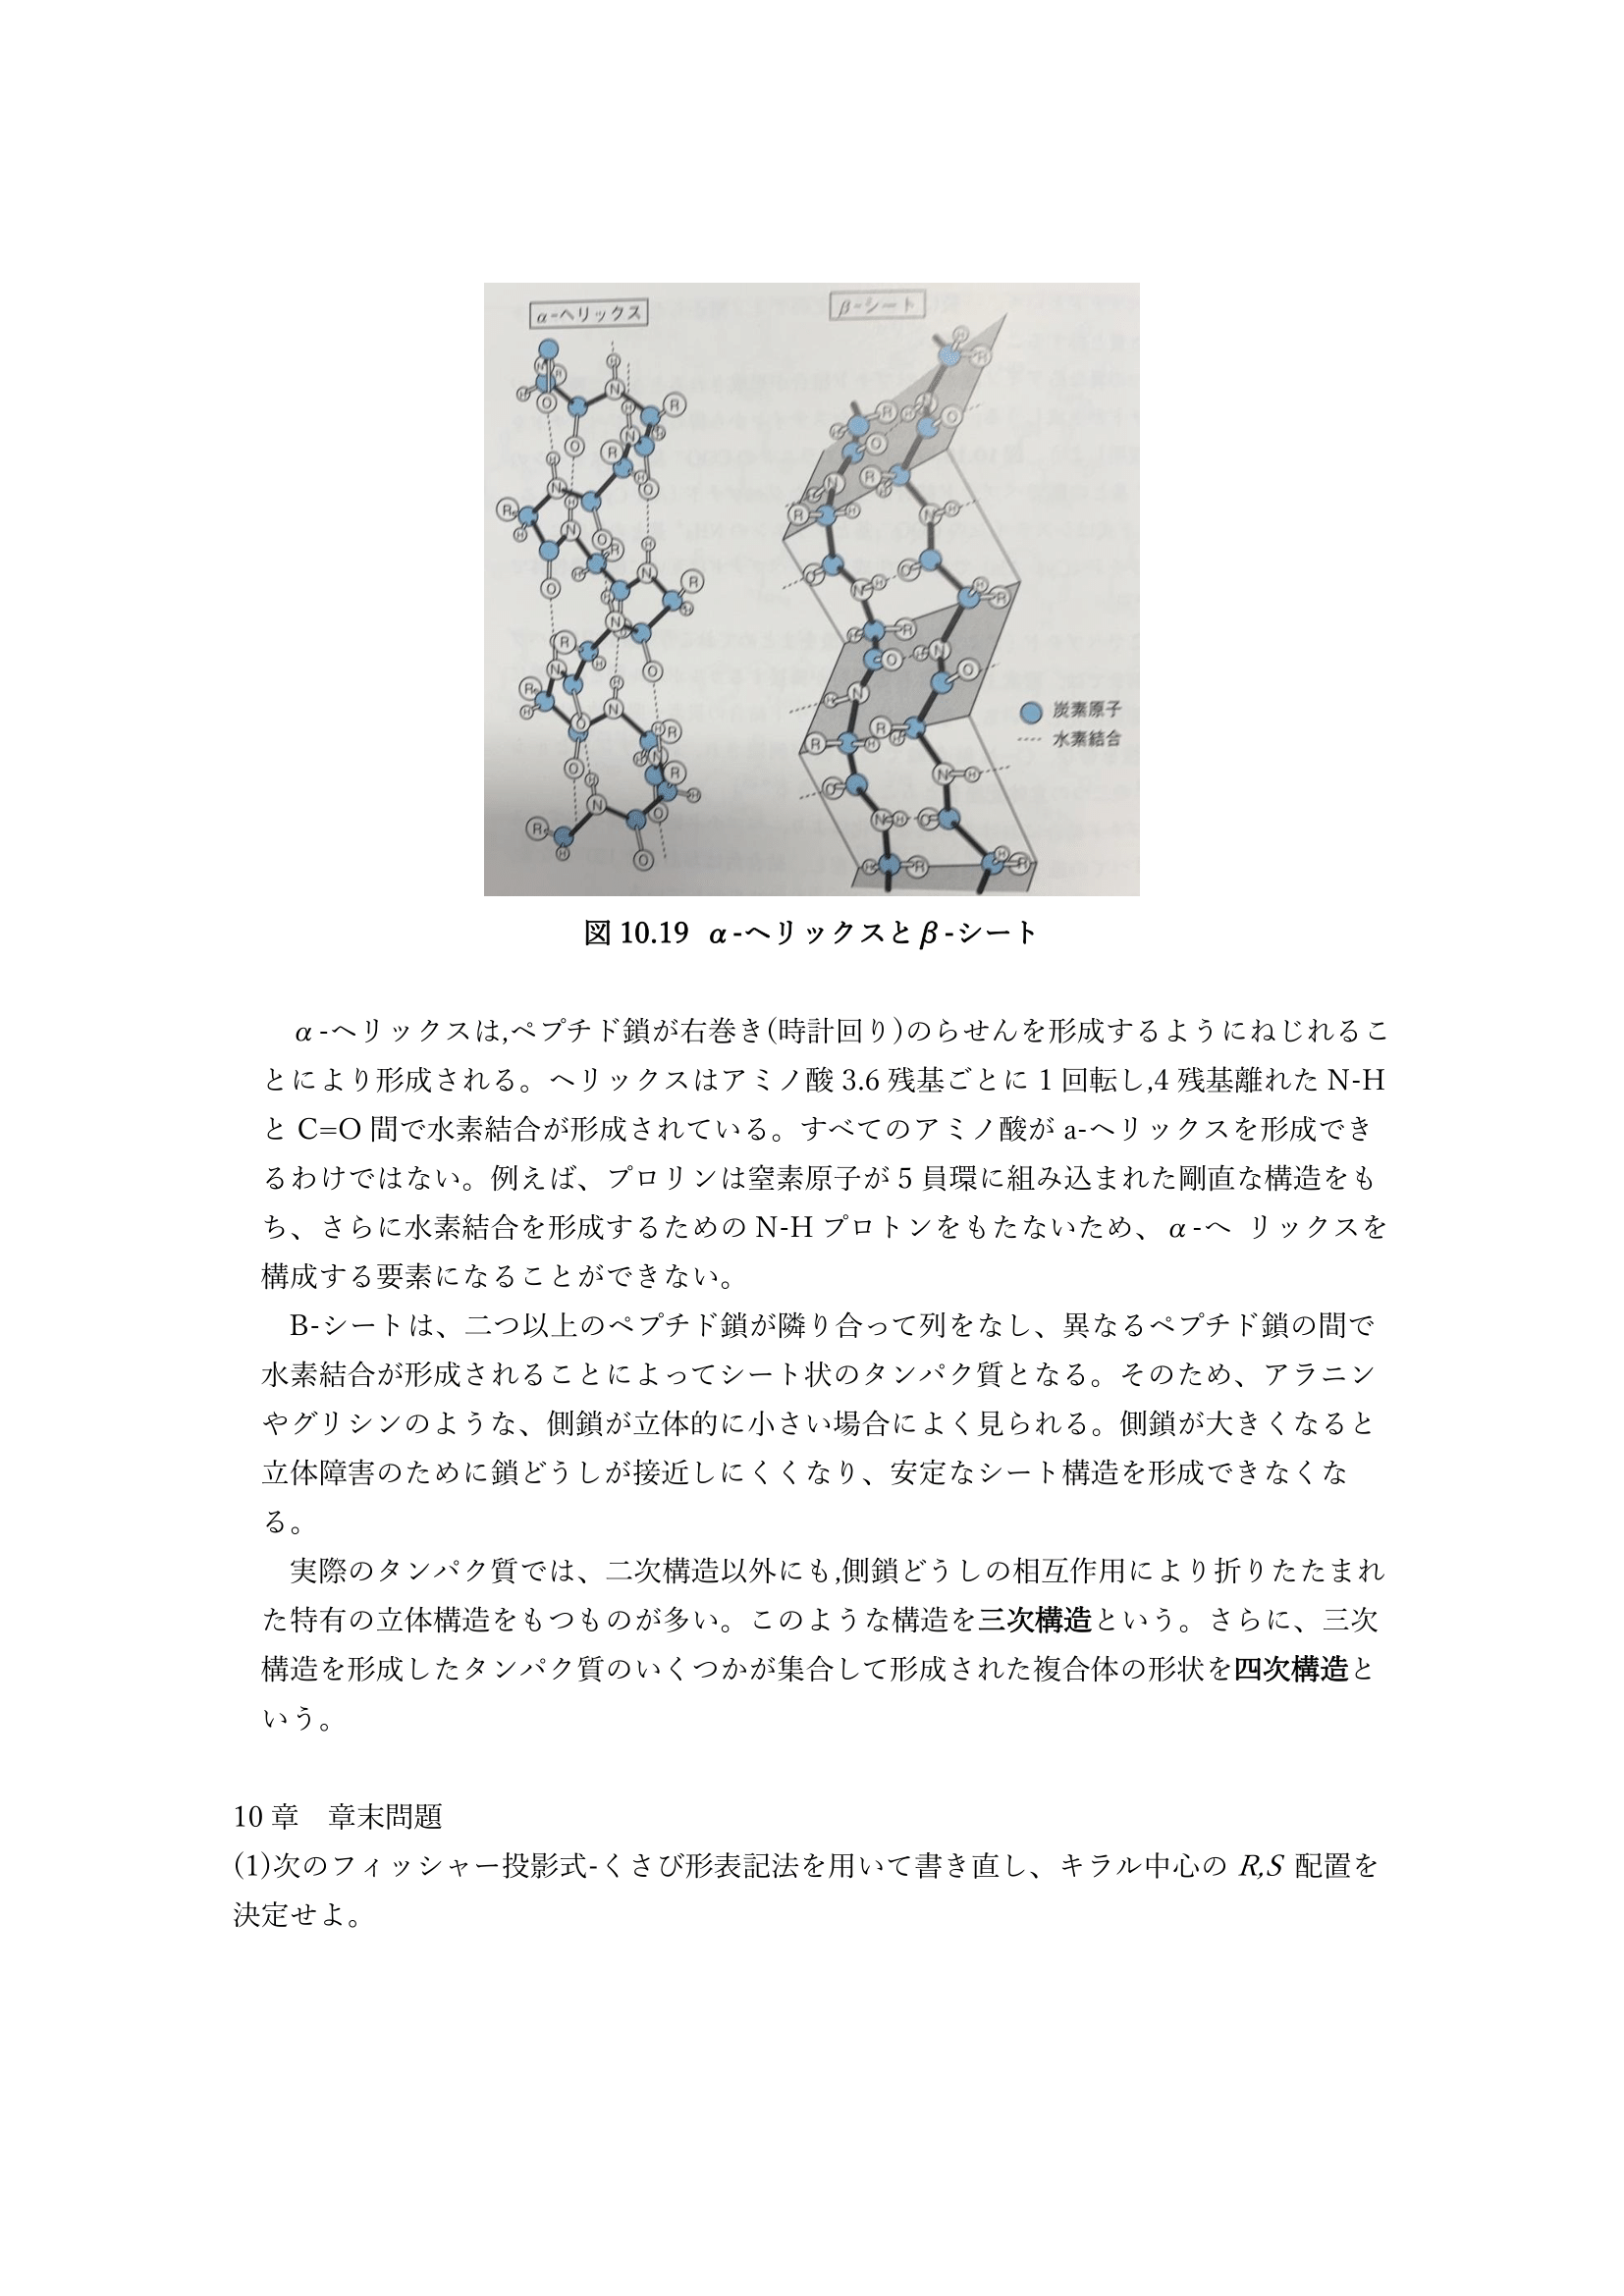 α-ヘリックス
β-シート
炭素原子
水素結合
図 10.19 α-ヘリックスとβ-シート
α-ヘリックスは,ペプチド鎖が右巻き(時計回り)のらせんを形成するようにねじれるこ
とにより形成される。ヘリックスはアミノ酸 3.6 残基ごとに 1 回転し,4 残基離れた N-H
と C=O 間で水素結合が形成されている。すべてのアミノ酸が a-ヘリックスを形成でき
るわけではない。例えば、プロリンは窒素原子が 5 員環に組み込まれた剛直な構造をも
ち、さらに水素結合を形成するための N-H プロトンをもたないため、α-ヘ リックスを
構成する要素になることができない。
B-シートは、二つ以上のペプチド鎖が隣り合って列をなし、異なるペプチド鎖の間で
水素結合が形成されることによってシート状のタンパク質となる。そのため、アラニン
やグリシンのような、側鎖が立体的に小さい場合によく見られる。側鎖が大きくなると
立体障害のために鎖どうしが接近しにくくなり、安定なシート構造を形成できなくな
る。
実際のタンパク質では、二次構造以外にも,側鎖どうしの相互作用により折りたたまれ
た特有の立体構造をもつものが多い。このような構造を三次構造という。さらに、三次
構造を形成したタンパク質のいくつかが集合して形成された複合体の形状を四次構造と
いう。
10 章　章末問題
(1)次のフィッシャー投影式-くさび形表記法を用いて書き直し、キラル中心の R,S 配置を
決定せよ。